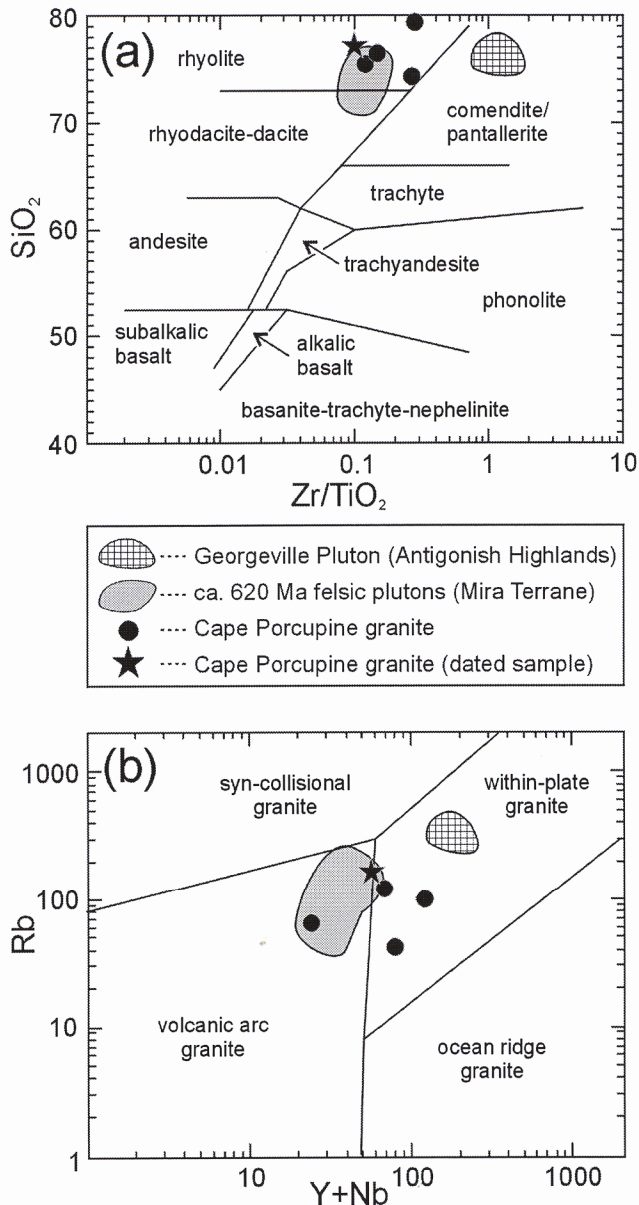 80
70
60
50
40
SiO₂
(a)
rhyolite
rhyodacite-dacite
comendite/
pantallerite
trachyte
andesite
trachyandesite
phonolite
subalkalic
basalt
alkalic
basalt
basanite-trachyte-nephelinite
0.01 0.1 1 10
Zr/TiO₂
Georgeville Pluton (Antigonish Highlands)
ca. 620 Ma felsic plutons (Mira Terrane)
Cape Porcupine granite
Cape Porcupine granite (dated sample)
(b)
1000
100
10
1
Rb
syn-collisional
granite
within-plate
granite
volcanic arc
granite
ocean ridge
granite
10 100 1000
Y+Nb